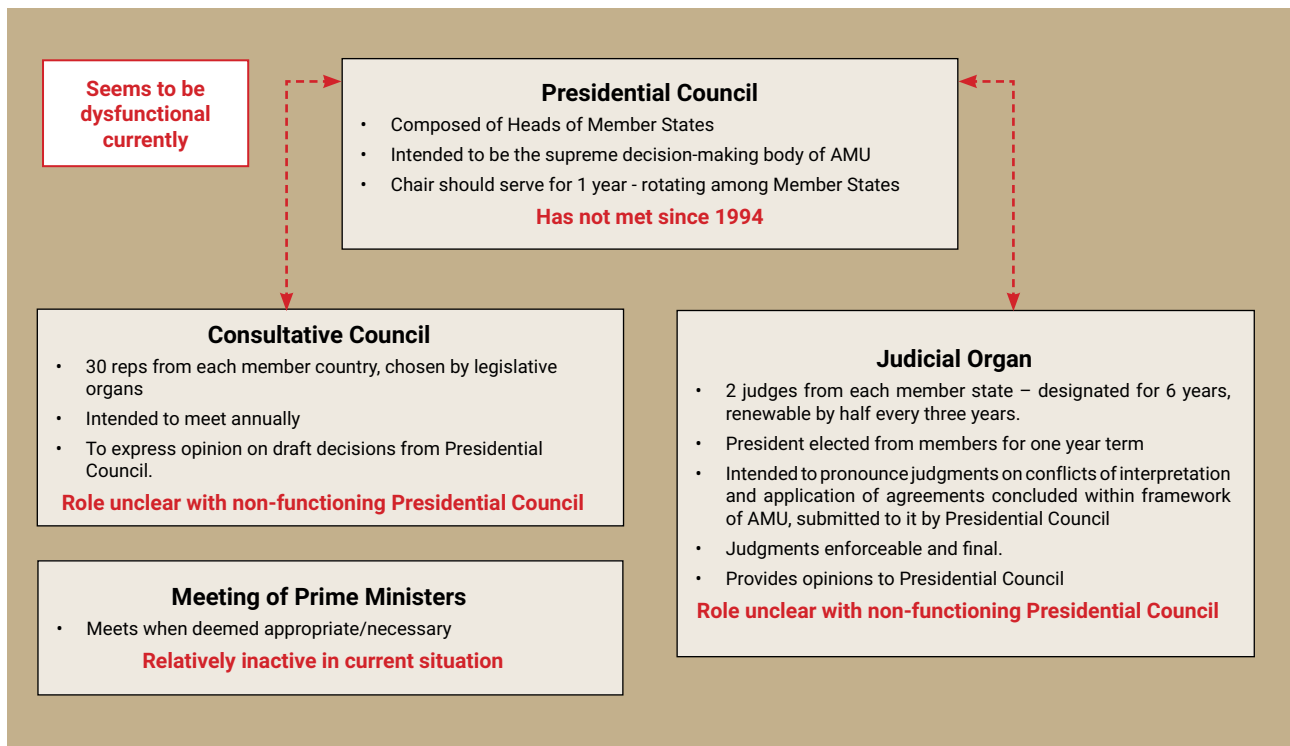 Seems to be
dysfunctional
currently
Presidential Council
• Composed of Heads of Member States
• Intended to be the supreme decision-making body of AMU
• Chair should serve for 1 year - rotating among Member States
Has not met since 1994
Consultative Council
• 30 reps from each member country, chosen by legislative
organs
• Intended to meet annually
• To express opinion on draft decisions from Presidential
Council.
Role unclear with non-functioning Presidential Council
Meeting of Prime Ministers
• Meets when deemed appropriate/necessary
Relatively inactive in current situation
Judicial Organ
• 2 judges from each member state – designated for 6 years,
renewable by half every three years.
• President elected from members for one year term
• Intended to pronounce judgments on conflicts of interpretation
and application of agreements concluded within framework
of AMU, submitted to it by Presidential Council
• Judgments enforceable and final.
• Provides opinions to Presidential Council
Role unclear with non-functioning Presidential Council